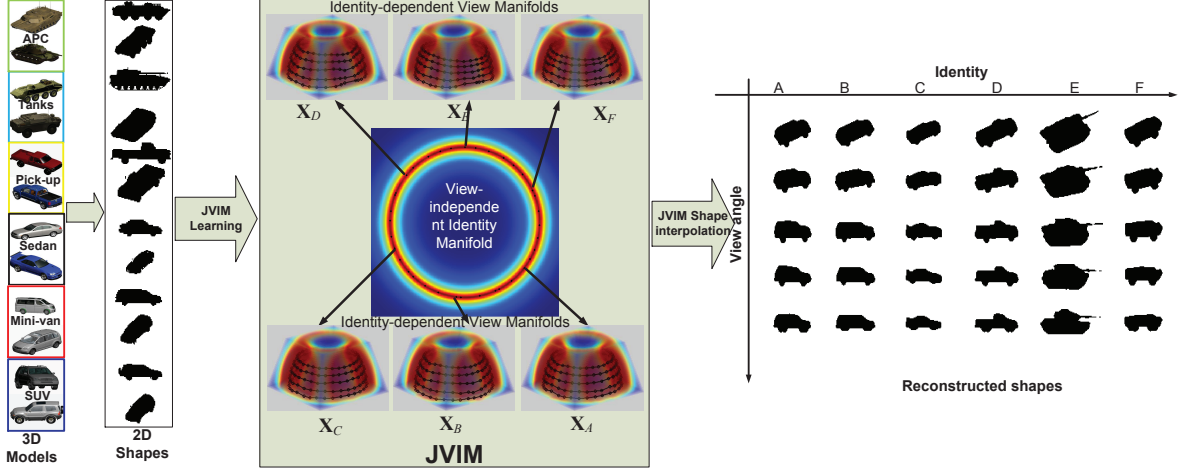 APC
Tanks
Pick-up
Sedan
Mini-van
SUV
3D
Models
2D
Shapes
JVIM
Learning
Identity-dependent View Manifolds
X_D
X_E
X_F
View-
independe
nt Identity
Manifold
Identity-dependent View Manifolds
X_C
X_B
X_A
JVIM
JVIM Shape
interpolation
Identity
A B C D E F
View angle
Reconstructed shapes